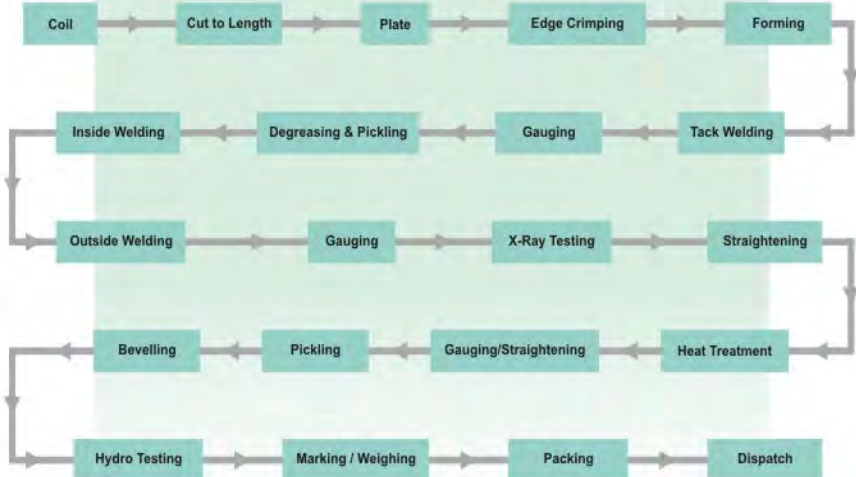 Coil
Cut to Length
Plate
Edge Crimping
Forming
Tack Welding
Gauging
Degreasing & Pickling
Inside Welding
Outside Welding
Gauging
X-Ray Testing
Straightening
Heat Treatment
Gauging/Straightening
Pickling
Bevelling
Hydro Testing
Marking / Weighing
Packing
Dispatch